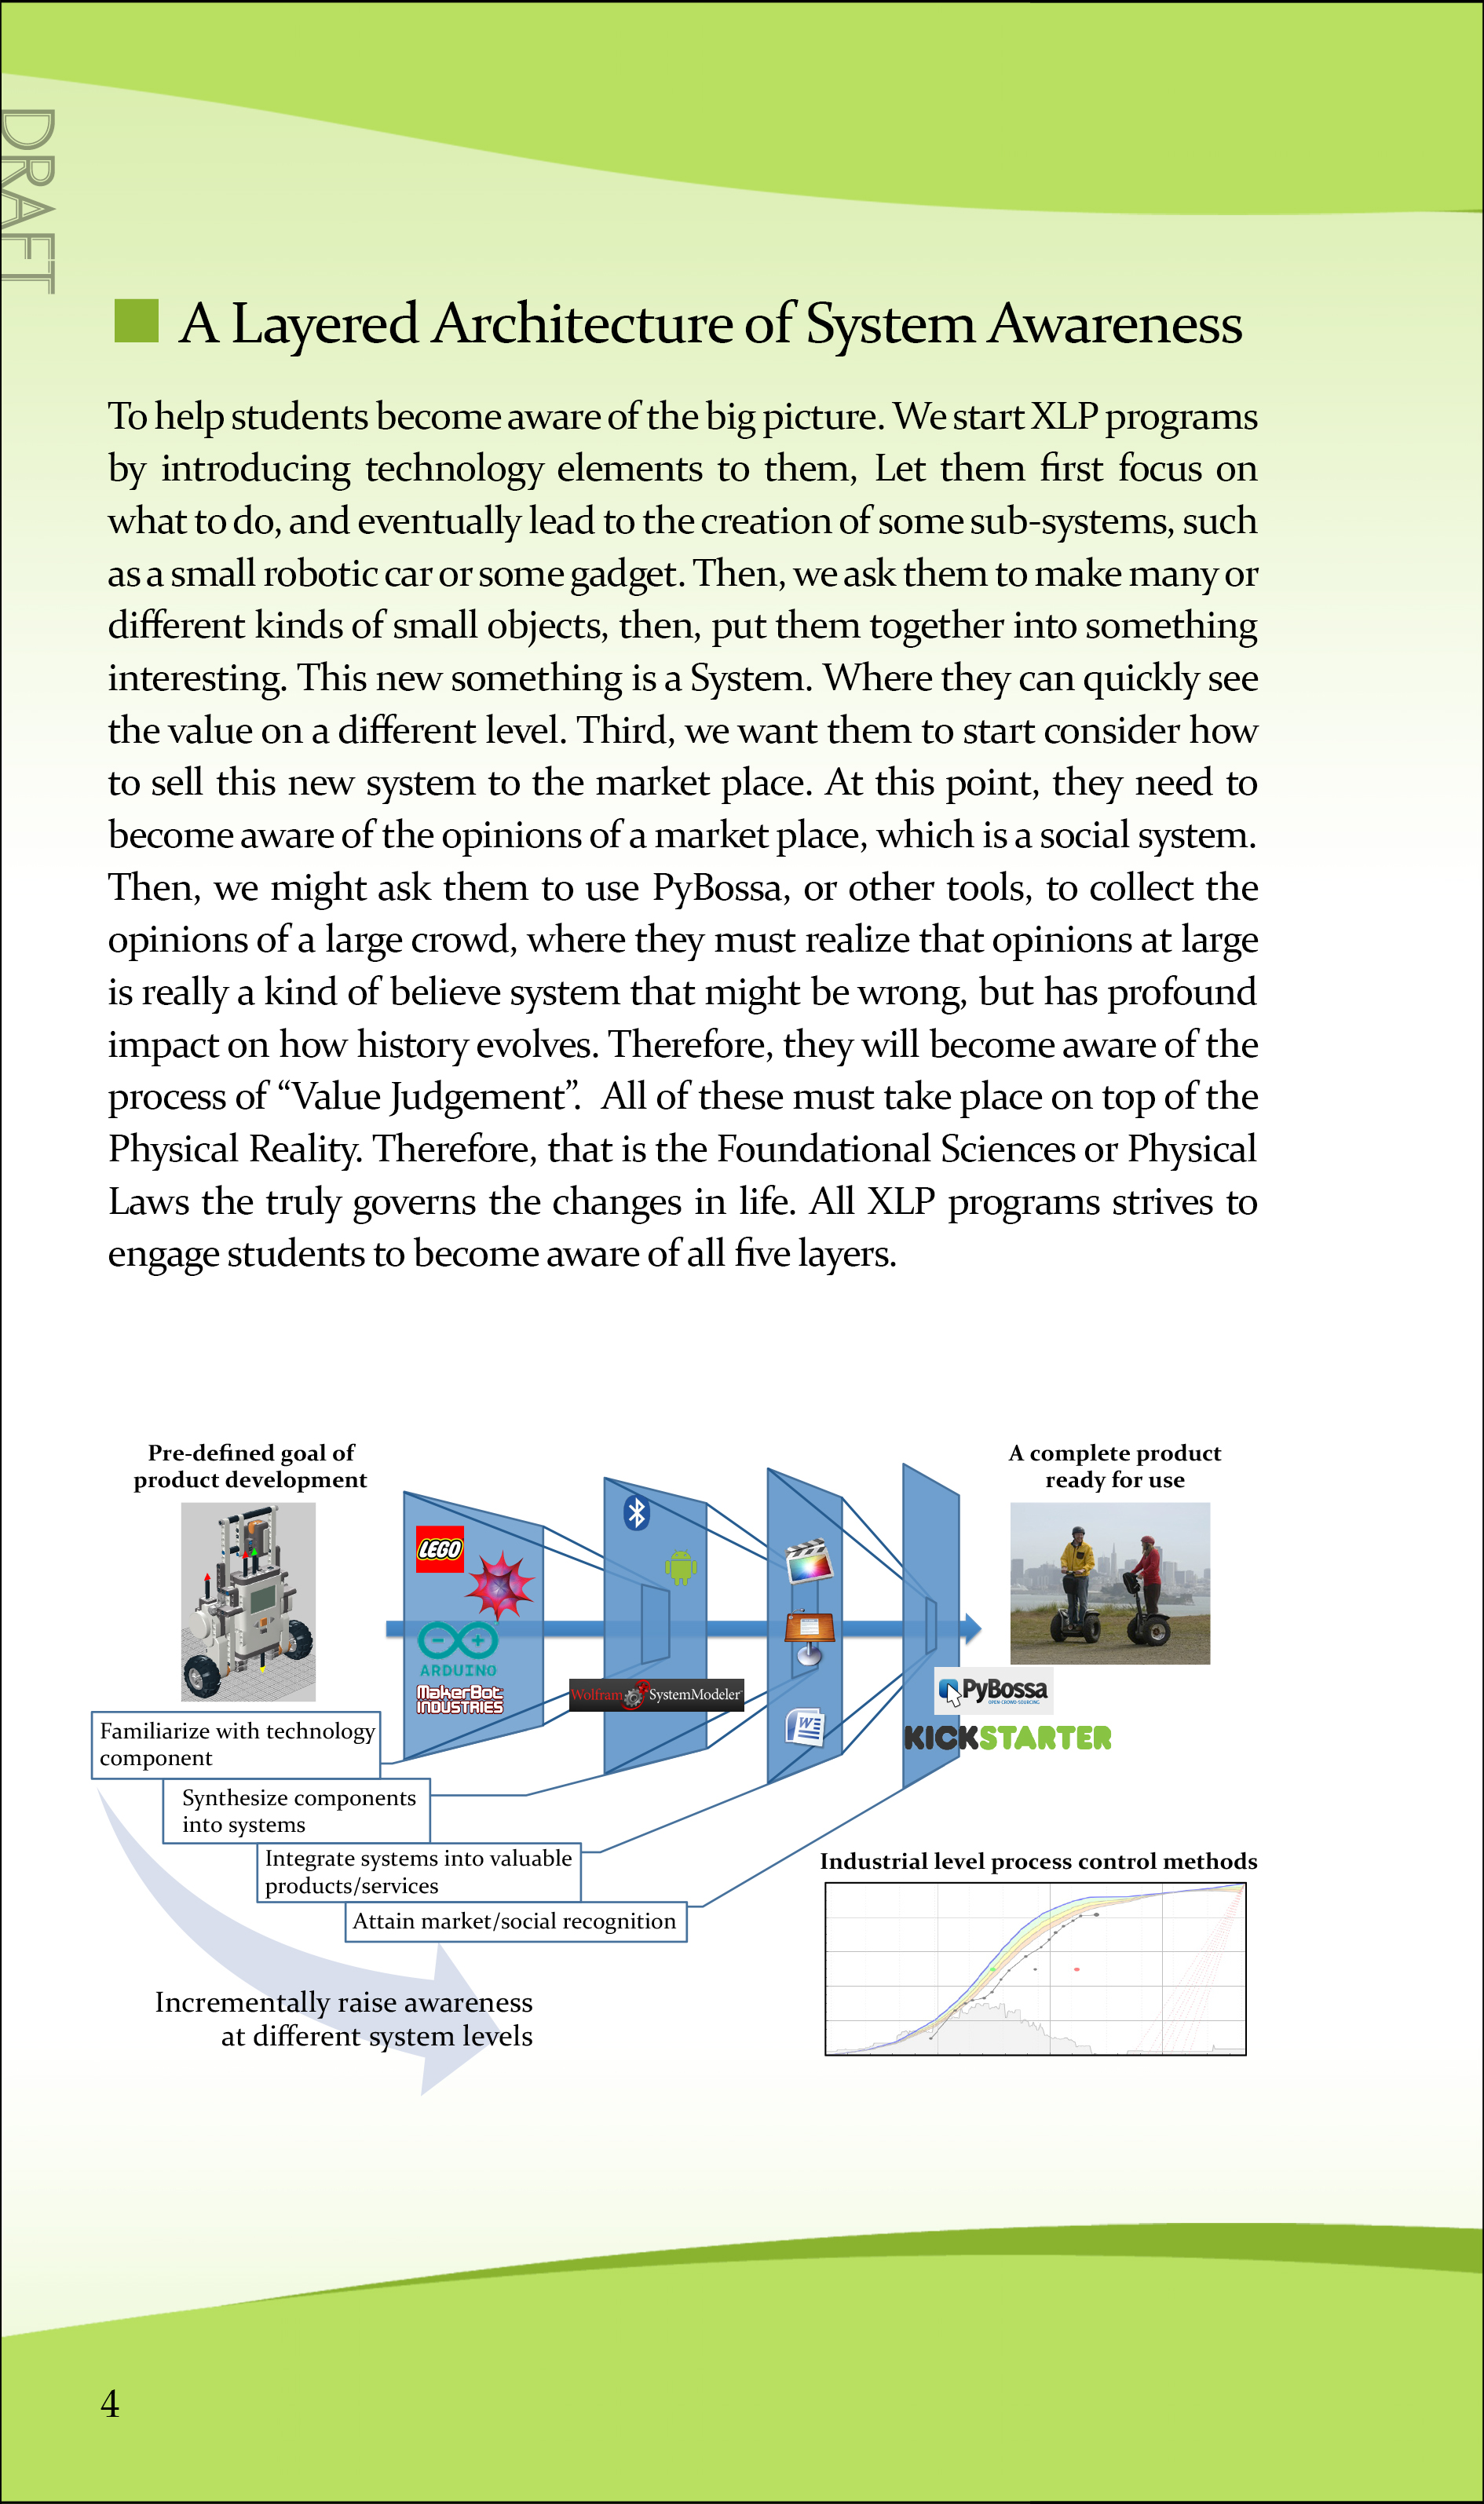 DRAFT
A Layered Architecture of System Awareness
To help students become aware of the big picture. We start XLP programs
by introducing technology elements to them, Let them first focus on
what to do, and eventually lead to the creation of some sub-systems, such
as a small robotic car or some gadget. Then, we ask them to make many or
different kinds of small objects, then, put them together into something
interesting. This new something is a System. Where they can quickly see
the value on a different level. Third, we want them to start consider how
to sell this new system to the market place. At this point, they need to
become aware of the opinions of a market place, which is a social system.
Then, we might ask them to use PyBossa, or other tools, to collect the
opinions of a large crowd, where they must realize that opinions at large
is really a kind of believe system that might be wrong, but has profound
impact on how history evolves. Therefore, they will become aware of the
process of “Value Judgement”.  All of these must take place on top of the
Physical Reality. Therefore, that is the Foundational Sciences or Physical
Laws the truly governs the changes in life. All XLP programs strives to
engage students to become aware of all five layers.
Pre-defined goal of
product development
A complete product
ready for use
LEGO
ARDUINO
MakerBot
INDUSTRIES
Wolfram SystemModeler
W
PyBossa
OPEN CROWD-SOURCING
KICKSTARTER
Familiarize with technology
component
Synthesize components
into systems
Integrate systems into valuable
products/services
Attain market/social recognition
Incrementally raise awareness
at different system levels
Industrial level process control methods
4